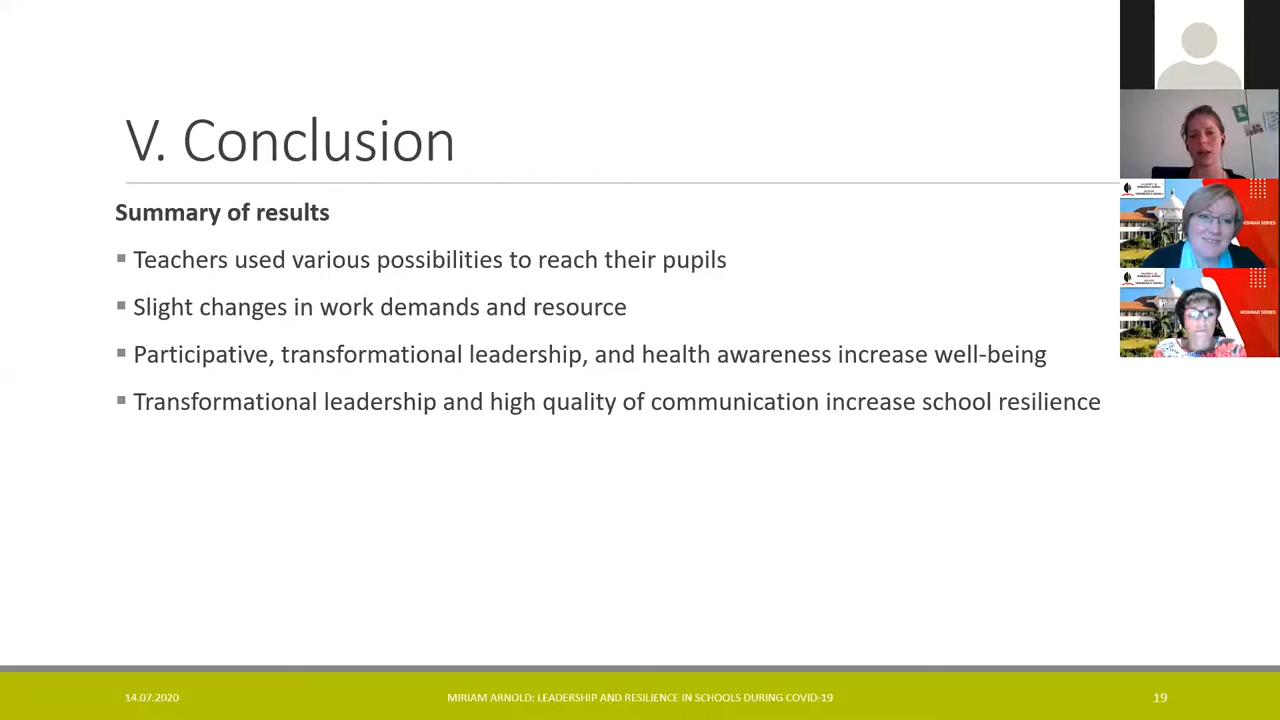 V. Conclusion
Summary of results
▪ Teachers used various possibilities to reach their pupils
▪ Slight changes in work demands and resource
▪ Participative, transformational leadership, and health awareness increase well-being
▪ Transformational leadership and high quality of communication increase school resilience
WEBINAR SERIES
14.07.2020
MIRIAM ARNOLD: LEADERSHIP AND RESILIENCE IN SCHOOLS DURING COVID-19
19